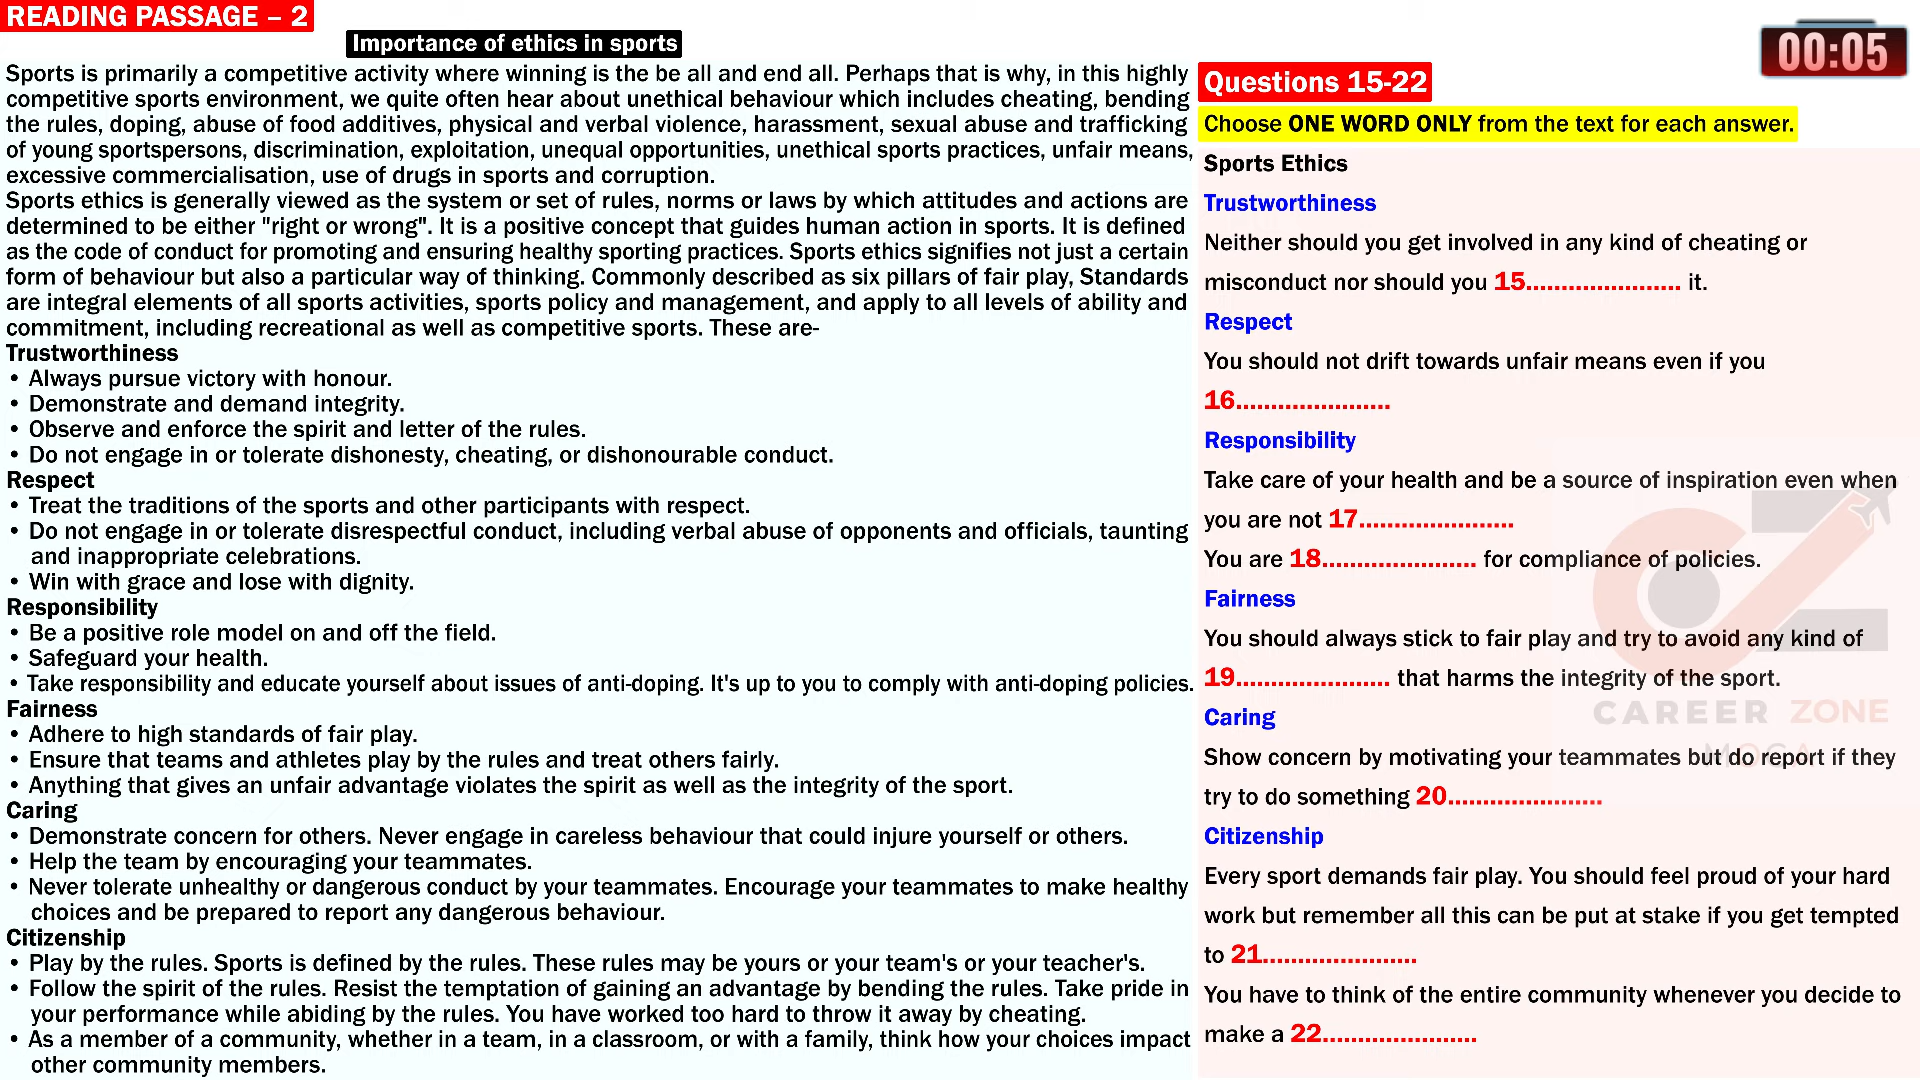 READING PASSAGE – 2
Importance of ethics in sports
Sports is primarily a competitive activity where winning is the be all and end all. Perhaps that is why, in this highly
competitive sports environment, we quite often hear about unethical behaviour which includes cheating, bending
the rules, doping, abuse of food additives, physical and verbal violence, harassment, sexual abuse and trafficking
of young sportspersons, discrimination, exploitation, unequal opportunities, unethical sports practices, unfair means,
excessive commercialisation, use of drugs in sports and corruption.
Sports ethics is generally viewed as the system or set of rules, norms or laws by which attitudes and actions are
determined to be either "right or wrong". It is a positive concept that guides human action in sports. It is defined
as the code of conduct for promoting and ensuring healthy sporting practices. Sports ethics signifies not just a certain
form of behaviour but also a particular way of thinking. Commonly described as six pillars of fair play, Standards
are integral elements of all sports activities, sports policy and management, and apply to all levels of ability and
commitment, including recreational as well as competitive sports. These are-
Trustworthiness
• Always pursue victory with honour.
• Demonstrate and demand integrity.
• Observe and enforce the spirit and letter of the rules.
• Do not engage in or tolerate dishonesty, cheating, or dishonourable conduct.
Respect
• Treat the traditions of the sports and other participants with respect.
• Do not engage in or tolerate disrespectful conduct, including verbal abuse of opponents and officials, taunting
and inappropriate celebrations.
• Win with grace and lose with dignity.
Responsibility
• Be a positive role model on and off the field.
• Safeguard your health.
• Take responsibility and educate yourself about issues of anti-doping. It's up to you to comply with anti-doping policies.
Fairness
• Adhere to high standards of fair play.
• Ensure that teams and athletes play by the rules and treat others fairly.
• Anything that gives an unfair advantage violates the spirit as well as the integrity of the sport.
Caring
• Demonstrate concern for others. Never engage in careless behaviour that could injure yourself or others.
• Help the team by encouraging your teammates.
• Never tolerate unhealthy or dangerous conduct by your teammates. Encourage your teammates to make healthy
choices and be prepared to report any dangerous behaviour.
Citizenship
• Play by the rules. Sports is defined by the rules. These rules may be yours or your team's or your teacher's.
• Follow the spirit of the rules. Resist the temptation of gaining an advantage by bending the rules. Take pride in
your performance while abiding by the rules. You have worked too hard to throw it away by cheating.
• As a member of a community, whether in a team, in a classroom, or with a family, think how your choices impact
other community members.
00:05
Questions 15-22
Choose ONE WORD ONLY from the text for each answer.
Sports Ethics
Trustworthiness
Neither should you get involved in any kind of cheating or
misconduct nor should you 15...................... it.
Respect
You should not drift towards unfair means even if you
16......................
Responsibility
Take care of your health and be a source of inspiration even when
you are not 17......................
You are 18...................... for compliance of policies.
Fairness
You should always stick to fair play and try to avoid any kind of
19...................... that harms the integrity of the sport.
Caring
Show concern by motivating your teammates but do report if they
try to do something 20......................
Citizenship
Every sport demands fair play. You should feel proud of your hard
work but remember all this can be put at stake if you get tempted
to 21......................
You have to think of the entire community whenever you decide to
make a 22......................
CAREER ZONE
MOGA